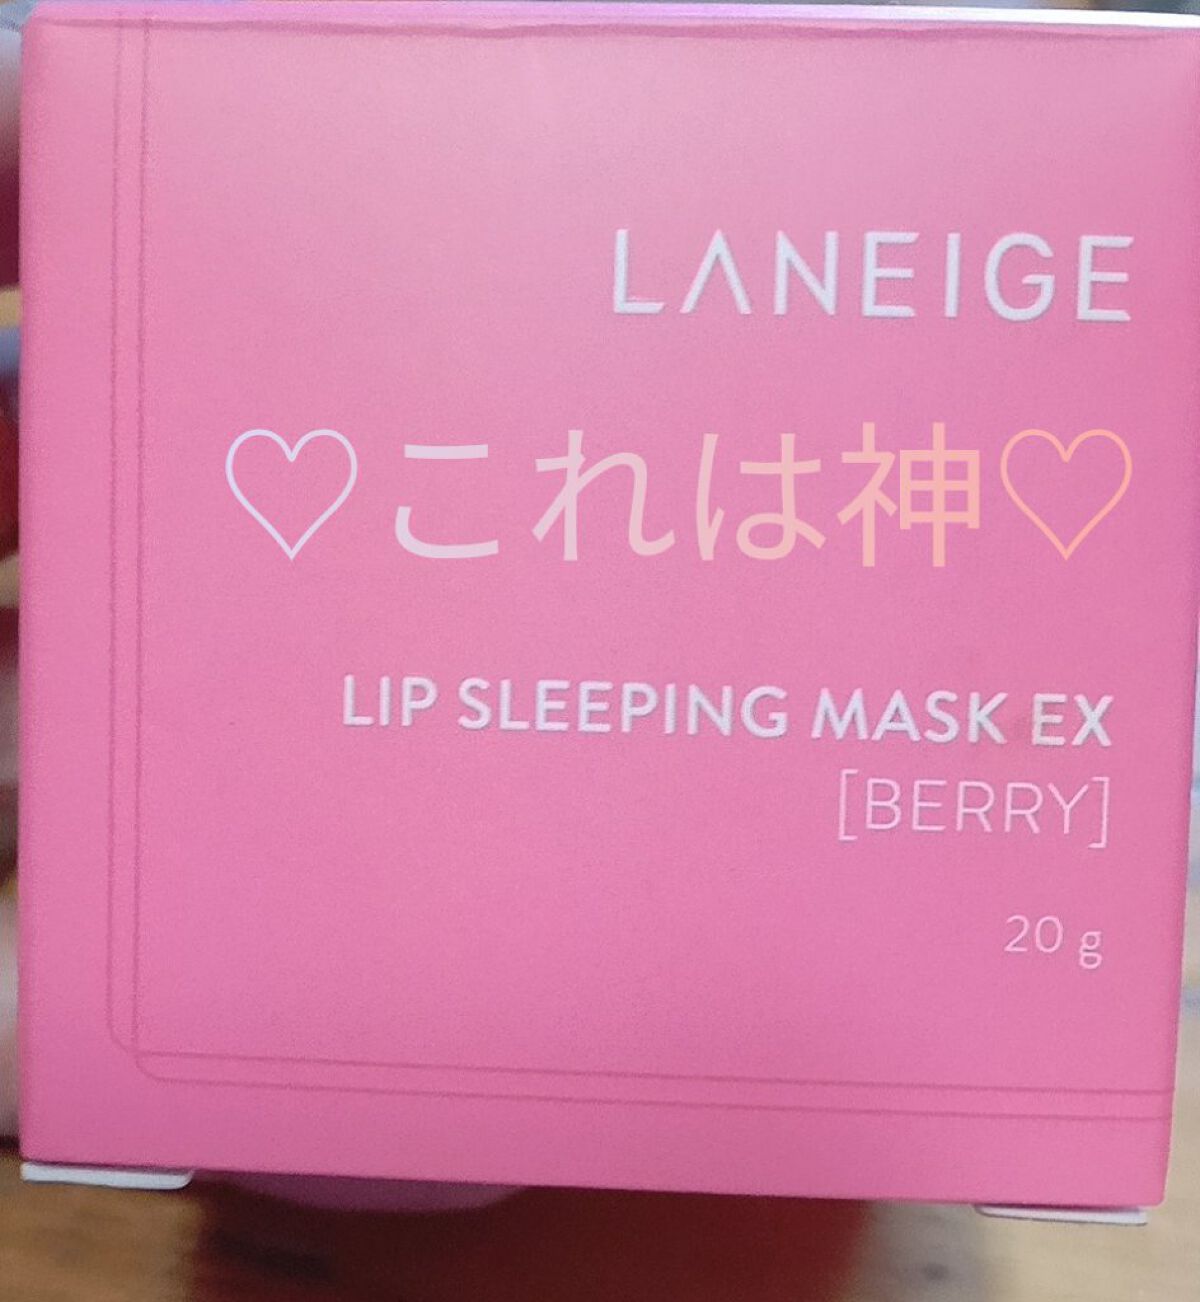 LANEIGE
♡これは神♡
LIP SLEEPING MASK EX
[BERRY]
20 g